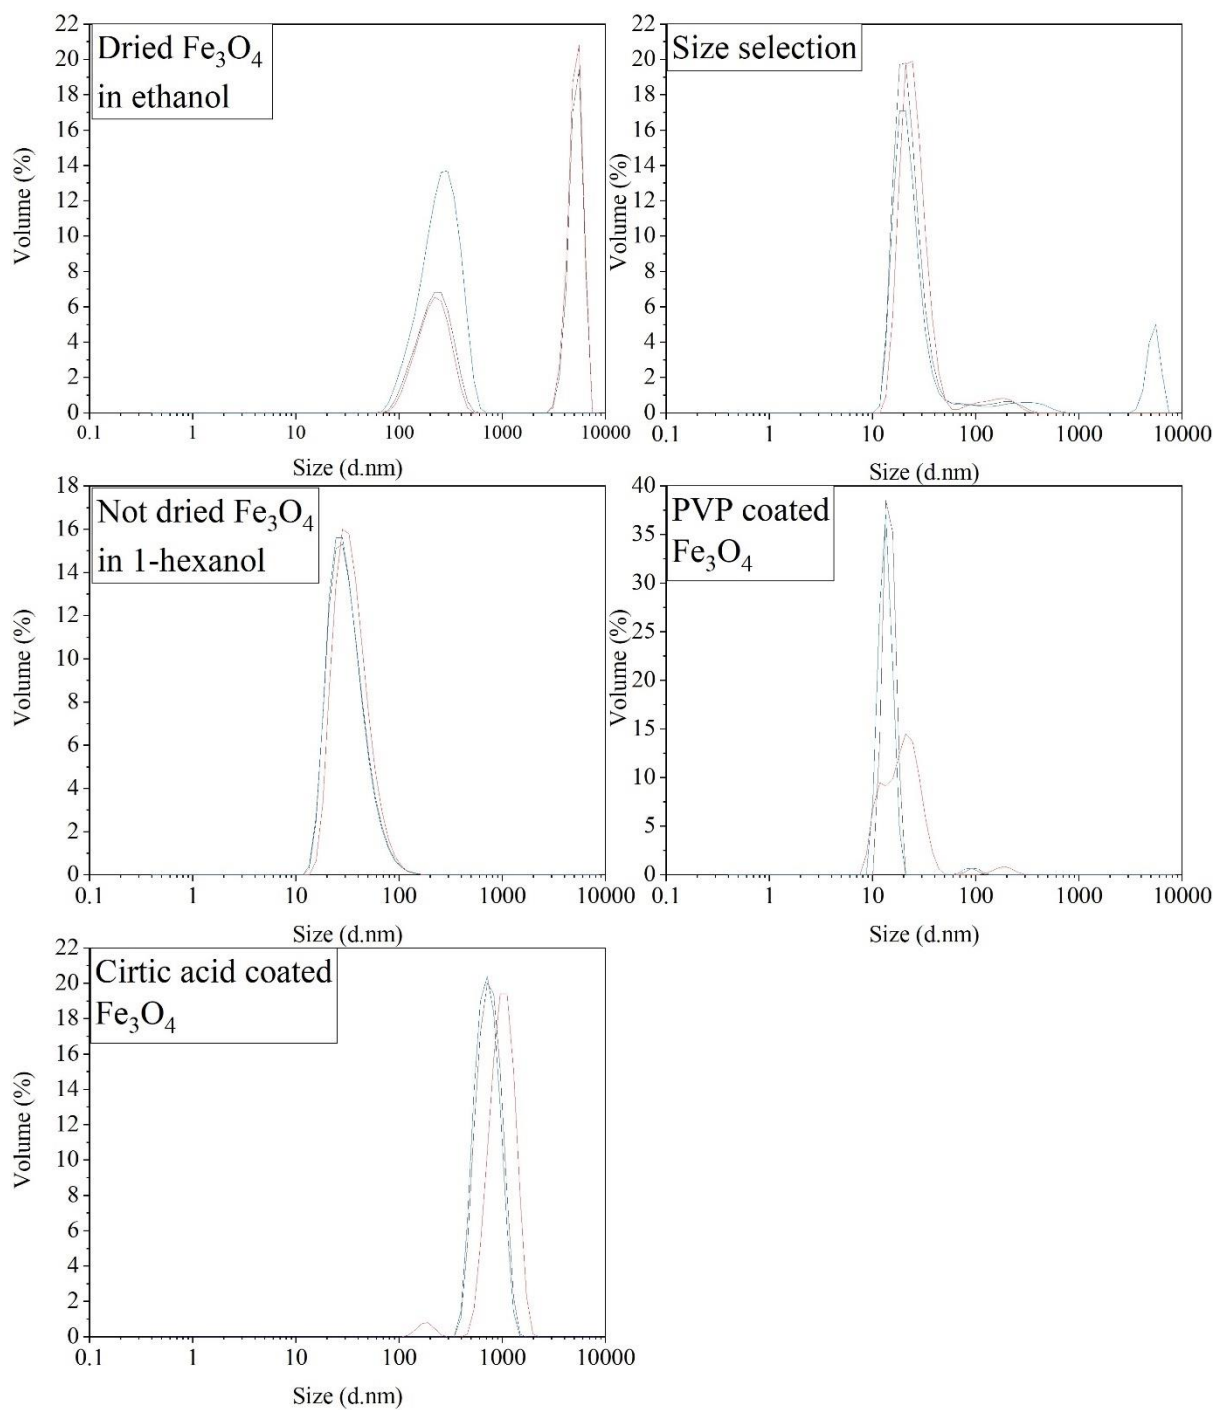 Dried Fe₃O₄
in ethanol
22
20
18
16
14
12
10
8
6
4
2
0
Volume (%)
0.1 1 10 100 1000 10000
Size (d.nm)
Size selection
22
20
18
16
14
12
10
8
6
4
2
0
Volume (%)
0.1 1 10 100 1000 10000
Size (d.nm)
Not dried Fe₃O₄
in 1-hexanol
18
16
14
12
10
8
6
4
2
0
Volume (%)
0.1 1 10 100 1000 10000
Size (d.nm)
PVP coated
Fe₃O₄
40
35
30
25
20
15
10
5
0
Volume (%)
0.1 1 10 100 1000 10000
Size (d.nm)
Cirtic acid coated
Fe₃O₄
22
20
18
16
14
12
10
8
6
4
2
0
Volume (%)
0.1 1 10 100 1000 10000
Size (d.nm)